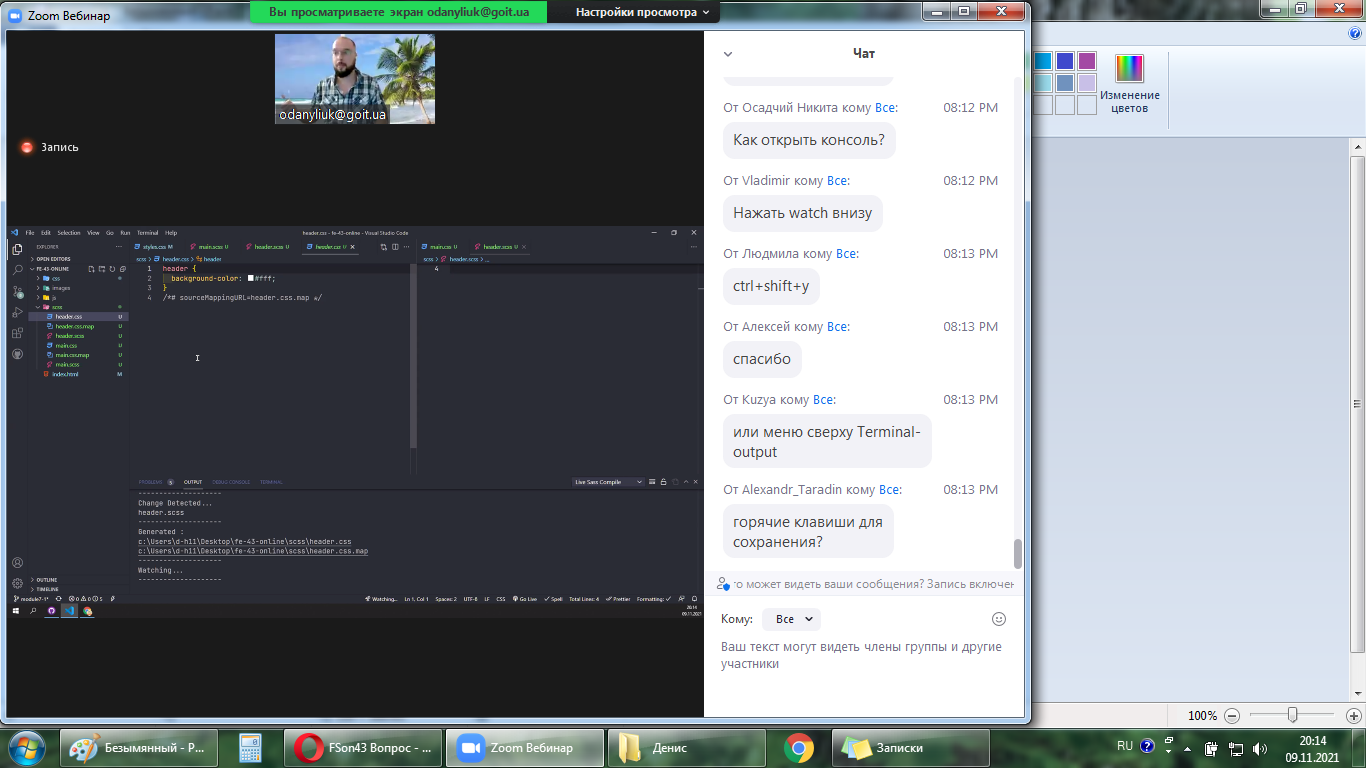 Zoom Вебинар
Вы просматриваете экран odanyliuk@goit.ua
Настройки просмотра
odanyliuk@goit.ua
Запись
File Edit Selection View Go Run Terminal Help
header.css - fe-43-online - Visual Studio Code
EXPLORER
OPEN EDITORS
FE-43-ONLINE
css
images
js
scss
header.css U
header.css.map U
header.scss U
main.css U
main.css.map U
main.scss U
index.html M
OUTLINE
TIMELINE
styles.css M
main.scss U
header.scss U
header.css U
scss > header.css > header
1 header {
2 background-color: #fff;
3 }
4 /*# sourceMappingURL=header.css.map */
main.css U
header.scss U
scss > header.scss > ...
4
PROBLEMS 5 OUTPUT DEBUG CONSOLE TERMINAL
Live Sass Compile
--------------------
Change Detected...
header.scss
--------------------
Generated :
c:\Users\d-h11\Desktop\fe-43-online\scss\header.css
c:\Users\d-h11\Desktop\fe-43-online\scss\header.css.map
--------------------
Watching...
--------------------
module7-1* 0 0 5
Watching... Ln 1, Col 1 Spaces: 2 UTF-8 LF CSS Go Live Spell Total Lines: 4 Prettier Formatting: ✓
20:14
09.11.2021
Чат
От Осадчий Никита кому Все: 08:12 PM
Как открыть консоль?
От Vladimir кому Все: 08:12 PM
Нажать watch внизу
От Людмила кому Все: 08:13 PM
ctrl+shift+y
От Алексей кому Все: 08:13 PM
спасибо
От Kuzya кому Все: 08:13 PM
или меню сверху Terminal-
output
От Alexandr_Taradin кому Все: 08:13 PM
горячие клавиши для
сохранения?
то может видеть ваши сообщения? Запись включен
Кому: Все
Ваш текст могут видеть члены группы и другие
участники
Изменение
цветов
100%
Безымянный - P...
FSon43 Вопрос - ...
Zoom Вебинар
Денис
Записки
RU
20:14
09.11.2021